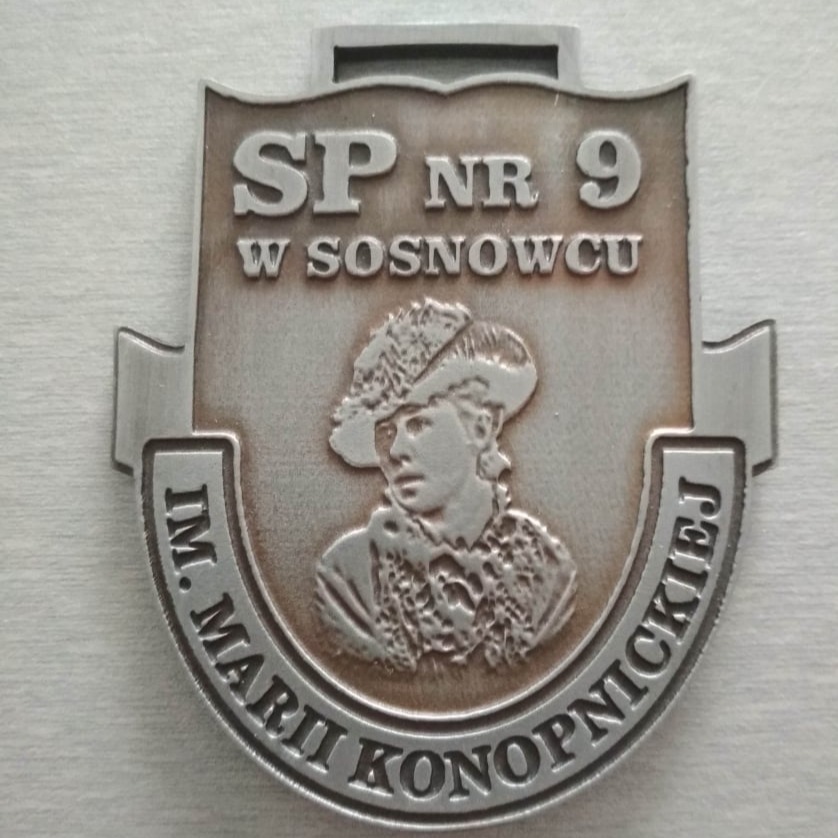 SP NR 9
W SOSNOWCU
IM. MARII KONOPNICKIEJ